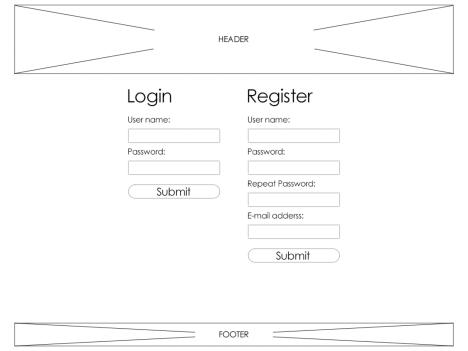 HEADER
Login
User name:
Password:
Submit
Register
User name:
Password:
Repeat Password:
E-mail adderss:
Submit
FOOTER